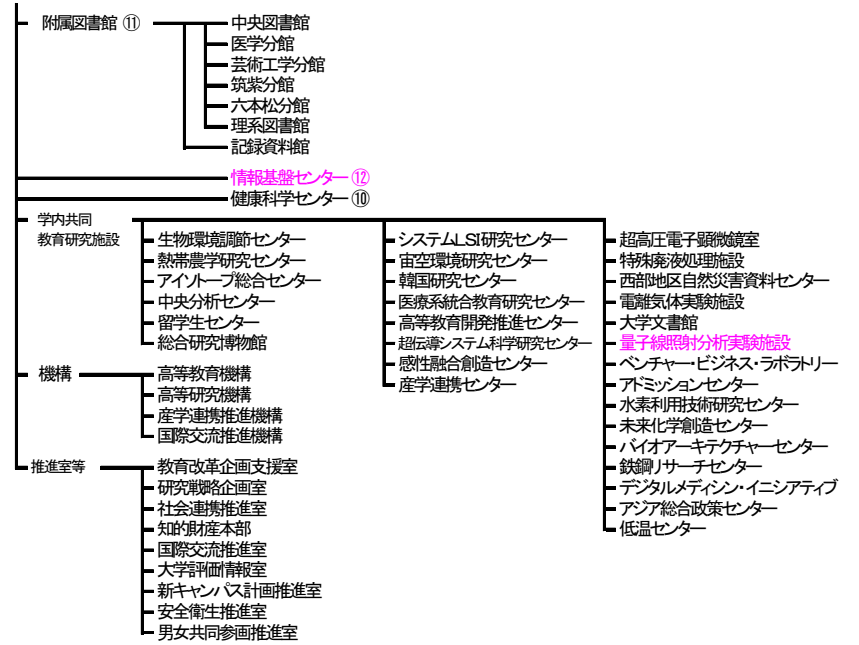 附属図書館 ⑪
中央図書館
医学分館
芸術工学分館
筑紫分館
六本松分館
理系図書館
記録資料館
情報基盤センター ⑫
健康科学センター ⑩
学内共同
教育研究施設
生物環境調節センター
熱帯農学研究センター
アイソトープ総合センター
中央分析センター
留学生センター
総合研究博物館
システムLSI研究センター
宙空環境研究センター
韓国研究センター
医療系統合教育研究センター
高等教育開発推進センター
超伝導システム科学研究センター
感性融合創造センター
産学連携センター
超高圧電子顕微鏡室
特殊廃液処理施設
西部地区自然災害資料センター
電離気体実験施設
大学文書館
量子線照射分析実験施設
ベンチャー・ビジネス・ラボラトリー
アドミッションセンター
水素利用技術研究センター
未来化学創造センター
バイオアーキテクチャーセンター
鉄鋼リサーチセンター
デジタルメディシン・イニシアティブ
アジア総合政策センター
低温センター
機構
高等教育機構
高等研究機構
産学連携推進機構
国際交流推進機構
推進室等
教育改革企画支援室
研究戦略企画室
社会連携推進室
知的財産本部
国際交流推進室
大学評価情報室
新キャンパス計画推進室
安全衛生推進室
男女共同参画推進室